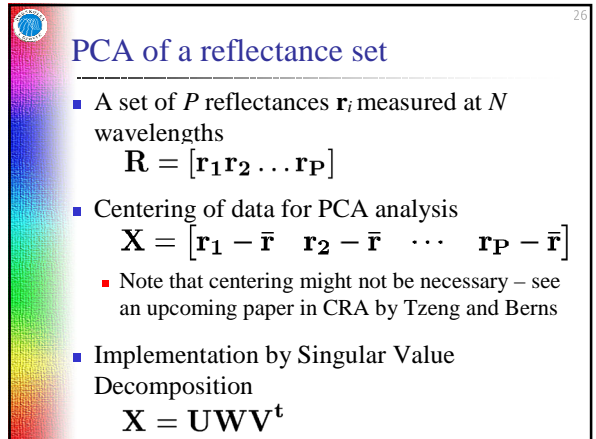 26
PCA of a reflectance set
A set of P reflectances rᵢ measured at N
wavelengths
R = [r₁r₂ … r_P]
Centering of data for PCA analysis
X = [r₁ − r̄  r₂ − r̄  ⋯  r_P − r̄]
Note that centering might not be necessary – see
an upcoming paper in CRA by Tzeng and Berns
Implementation by Singular Value
Decomposition
X = UWVᵗ